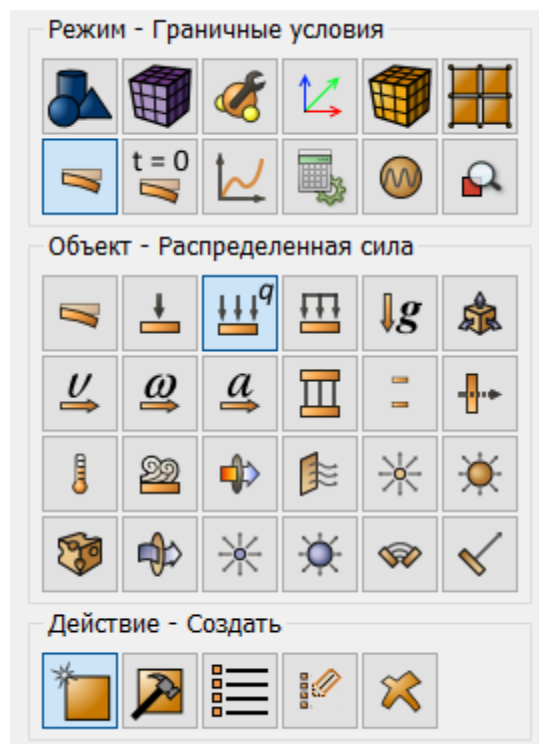 Режим - Граничные условия
t = 0
Объект - Распределенная сила
q
g
υ
ω
a
Действие - Создать